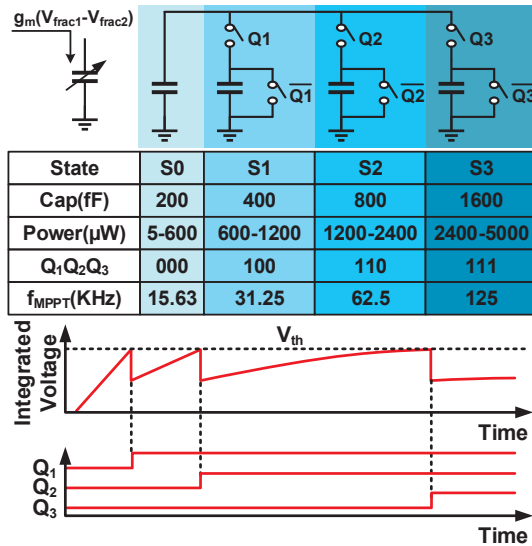 gm(Vfrac1-Vfrac2)
Q1 Q2 Q3
Q1 Q2 Q3
State S0 S1 S2 S3
Cap(fF) 200 400 800 1600
Power(μW) 5-600 600-1200 1200-2400 2400-5000
Q1Q2Q3 000 100 110 111
fMPPT(KHz) 15.63 31.25 62.5 125
Integrated
Voltage
Vth
Time
Q1
Q2
Q3
Time